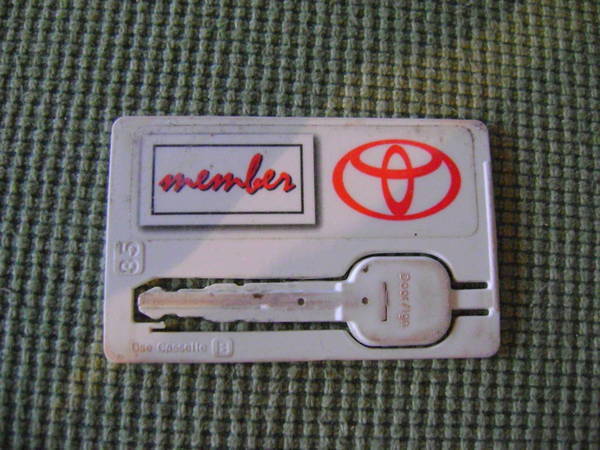 member
35
Door/Ign
Use Cassette B